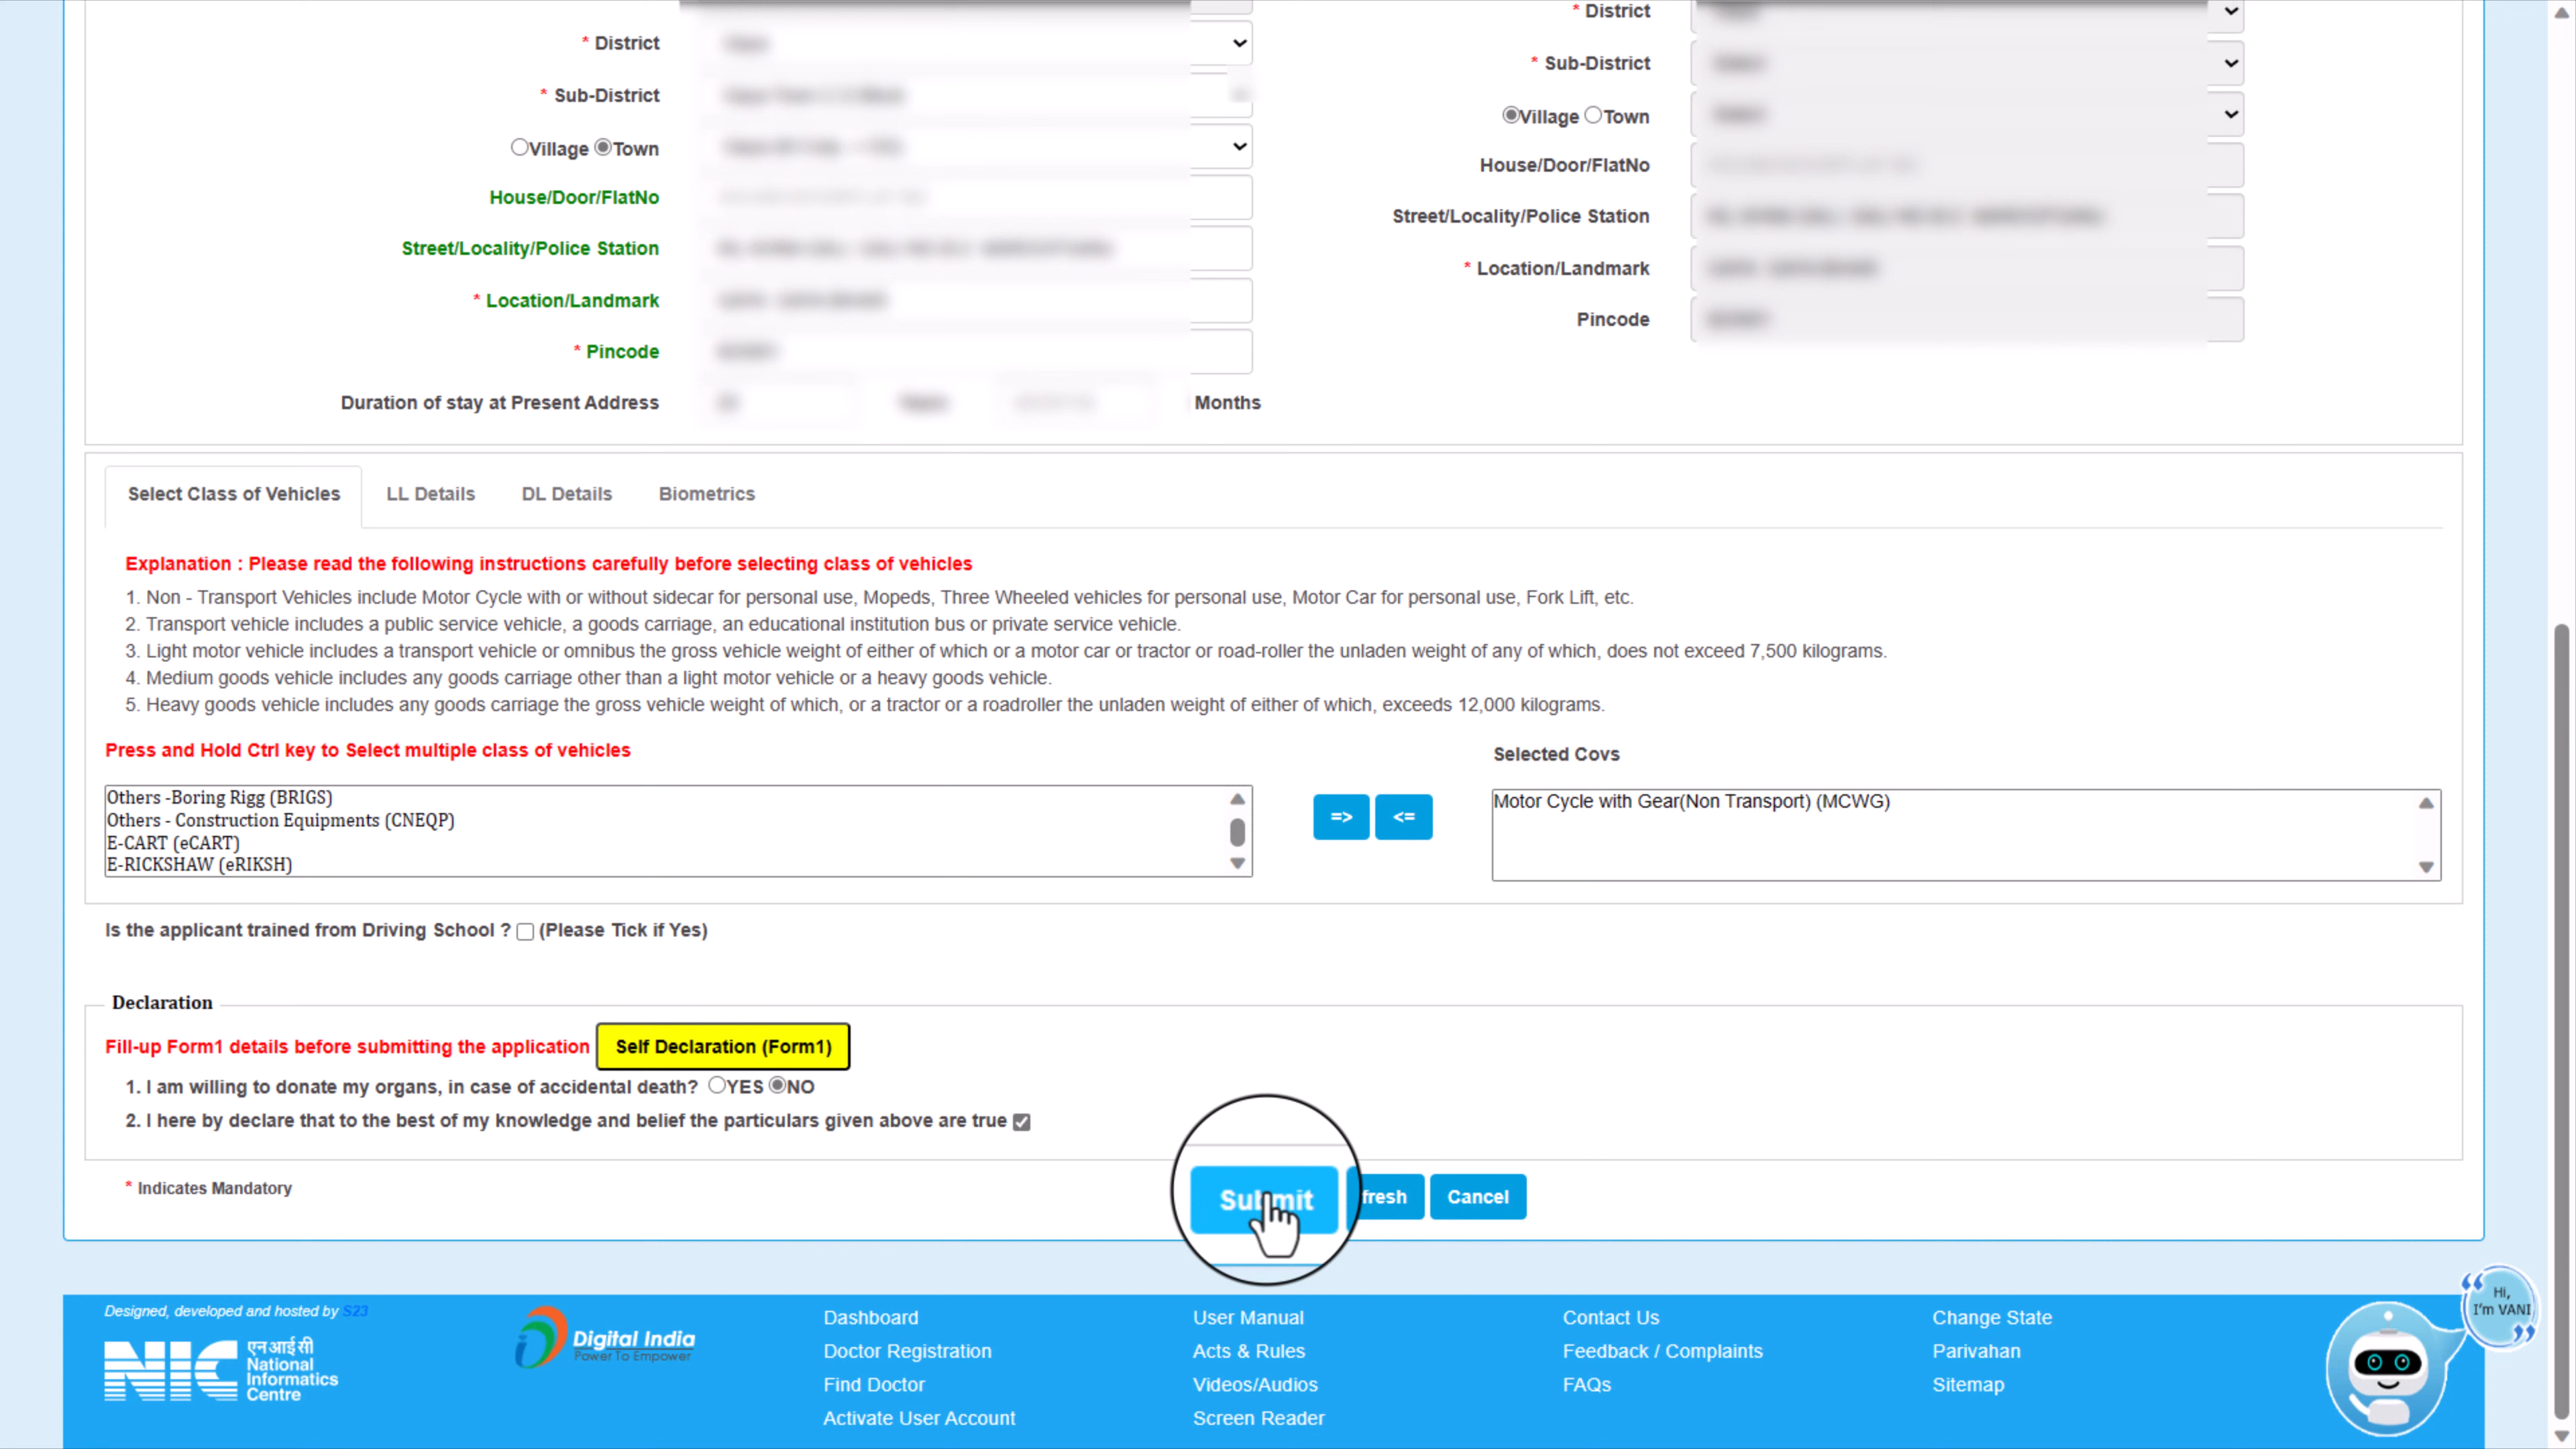 * District
* Sub-District
Village Town
House/Door/FlatNo
Street/Locality/Police Station
* Location/Landmark
* Pincode
Duration of stay at Present Address
Months
* District
* Sub-District
Village Town
House/Door/FlatNo
Street/Locality/Police Station
* Location/Landmark
Pincode
Select Class of Vehicles LL Details DL Details Biometrics
Explanation : Please read the following instructions carefully before selecting class of vehicles
1. Non - Transport Vehicles include Motor Cycle with or without sidecar for personal use, Mopeds, Three Wheeled vehicles for personal use, Motor Car for personal use, Fork Lift, etc.
2. Transport vehicle includes a public service vehicle, a goods carriage, an educational institution bus or private service vehicle.
3. Light motor vehicle includes a transport vehicle or omnibus the gross vehicle weight of either of which or a motor car or tractor or road-roller the unladen weight of any of which, does not exceed 7,500 kilograms.
4. Medium goods vehicle includes any goods carriage other than a light motor vehicle or a heavy goods vehicle.
5. Heavy goods vehicle includes any goods carriage the gross vehicle weight of which, or a tractor or a roadroller the unladen weight of either of which, exceeds 12,000 kilograms.
Press and Hold Ctrl key to Select multiple class of vehicles
Others -Boring Rigg (BRIGS)
Others - Construction Equipments (CNEQP)
E-CART (eCART)
E-RICKSHAW (eRIKSH)
=> <=
Selected Covs
Motor Cycle with Gear(Non Transport) (MCWG)
Is the applicant trained from Driving School ? (Please Tick if Yes)
Declaration
Fill-up Form1 details before submitting the application Self Declaration (Form1)
1. I am willing to donate my organs, in case of accidental death? YES NO
2. I here by declare that to the best of my knowledge and belief the particulars given above are true
* Indicates Mandatory
Submit fresh Cancel
Designed, developed and hosted by S23
NIC
एनआईसी
National
Informatics
Centre
Digital India
Power To Empower
Dashboard
Doctor Registration
Find Doctor
Activate User Account
User Manual
Acts & Rules
Videos/Audios
Screen Reader
Contact Us
Feedback / Complaints
FAQs
Change State
Parivahan
Sitemap
Hi,
I'm VANI